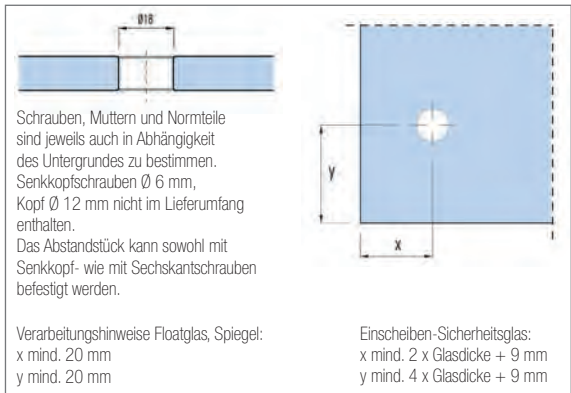 Ø18
Schrauben, Muttern und Normteile
sind jeweils auch in Abhängigkeit
des Untergrundes zu bestimmen.
Senkkopfschrauben Ø 6 mm,
Kopf Ø 12 mm nicht im Lieferumfang
enthalten.
Das Abstandstück kann sowohl mit
Senkkopf- wie mit Sechskantschrauben
befestigt werden.
y
x
Verarbeitungshinweise Floatglas, Spiegel:
x mind. 20 mm
y mind. 20 mm
Einscheiben-Sicherheitsglas:
x mind. 2 x Glasdicke + 9 mm
y mind. 4 x Glasdicke + 9 mm